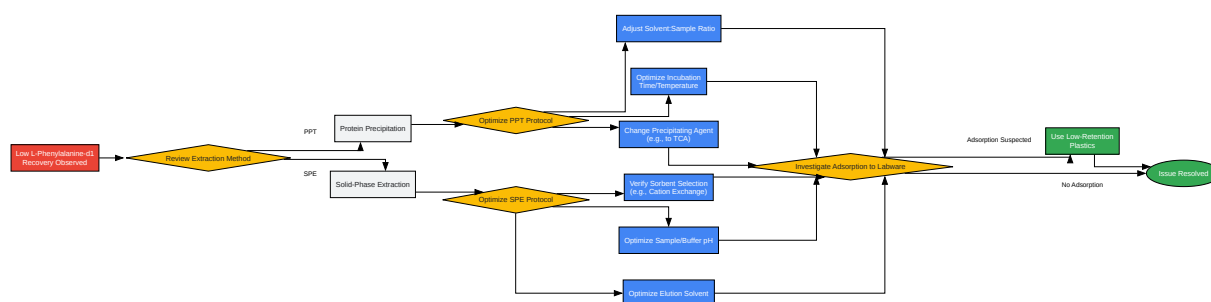 Low L-Phenylalanine-d1
Recovery Observed
Review Extraction Method
PPT
SPE
Protein Precipitation
Solid-Phase Extraction
Optimize PPT Protocol
Optimize SPE Protocol
Adjust Solvent:Sample Ratio
Optimize Incubation
Time/Temperature
Change Precipitating Agent
(e.g., to TCA)
Verify Sorbent Selection
(e.g., Cation Exchange)
Optimize Sample/Buffer pH
Optimize Elution Solvent
Investigate Adsorption to Labware
Adsorption Suspected
No Adsorption
Use Low-Retention
Plastics
Issue Resolved